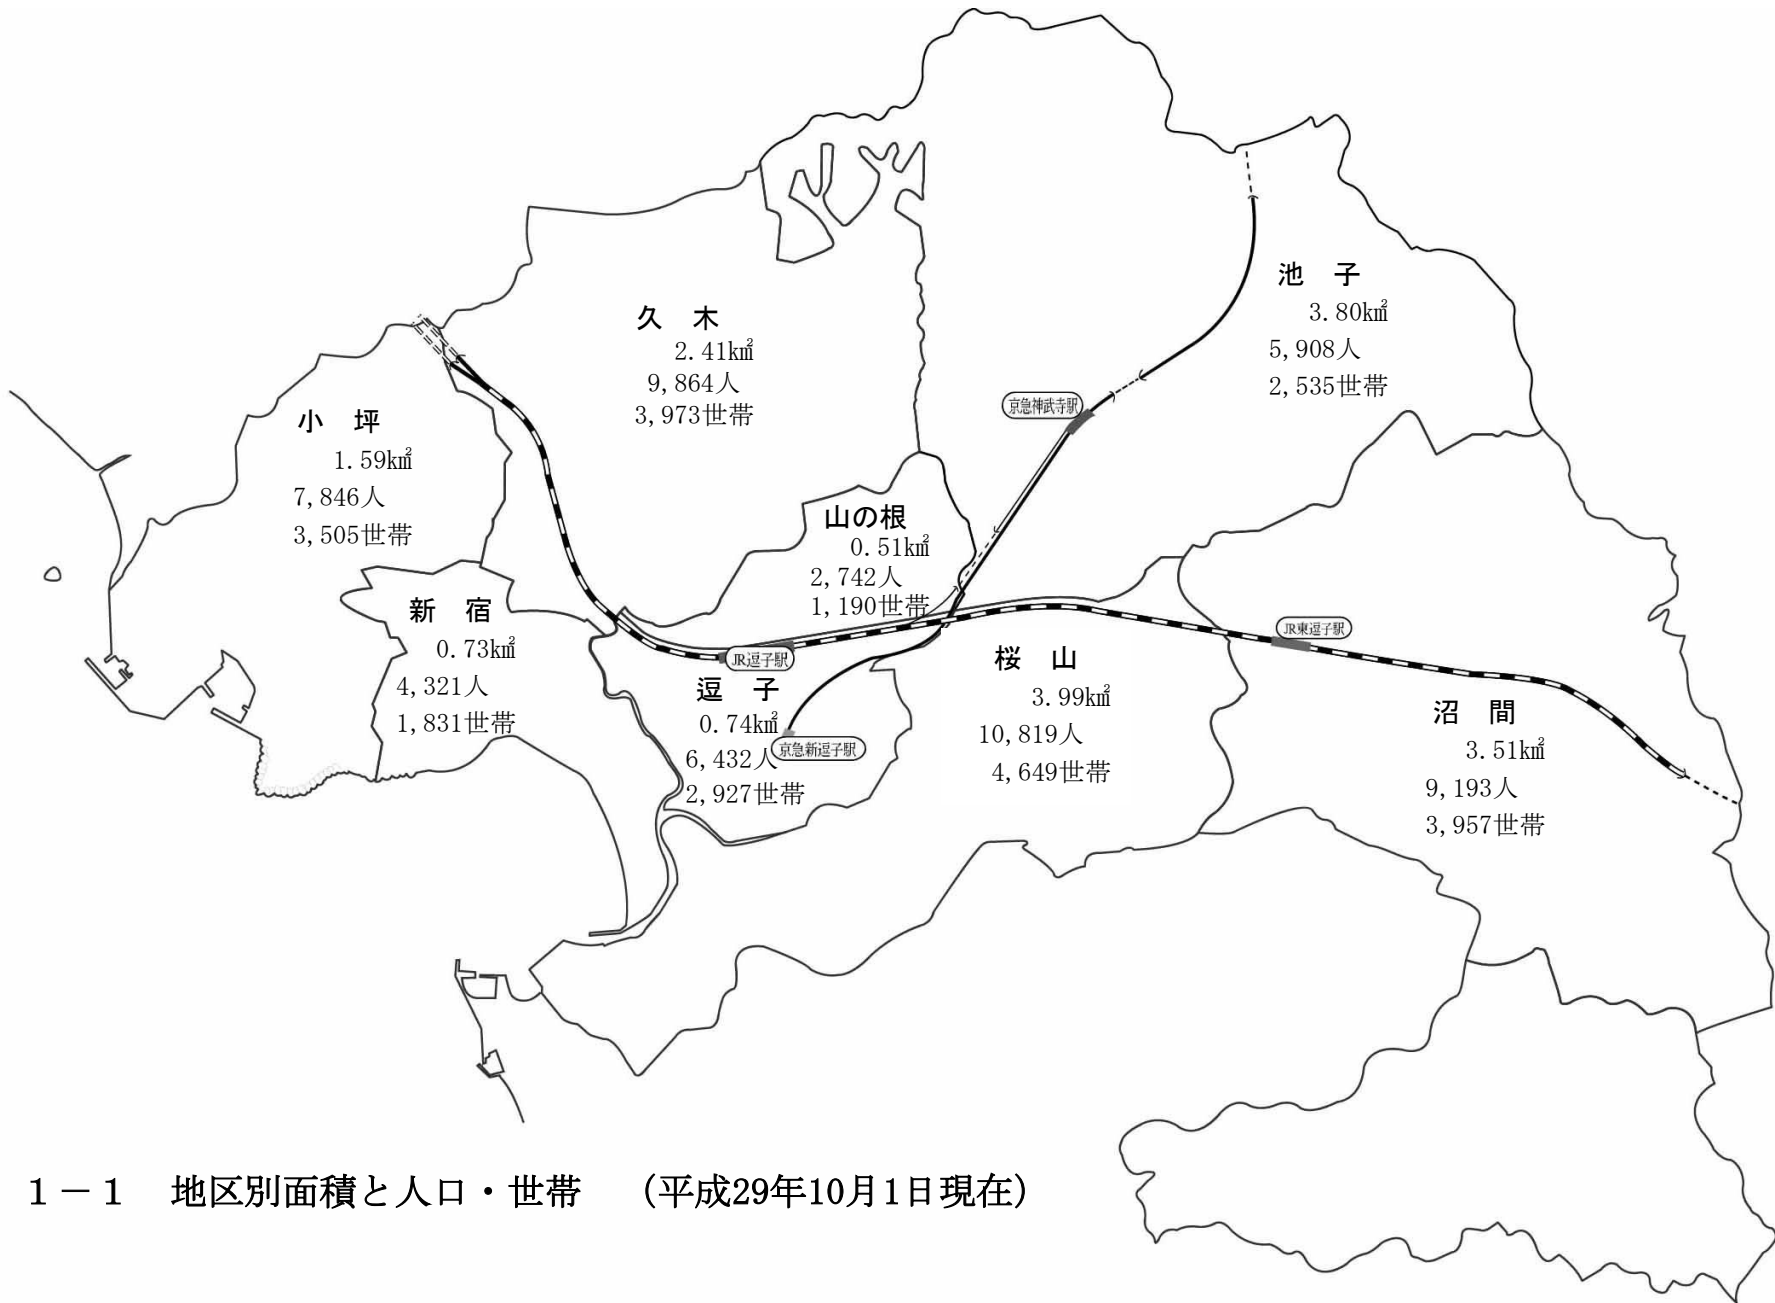 池　子
3.80k㎡
5,908人
2,535世帯
久　木
2.41k㎡
9,864人
3,973世帯
京急神武寺駅
小　坪
1.59k㎡
7,846人
3,505世帯
山の根
0.51k㎡
2,742人
1,190世帯
新　宿
0.73k㎡
4,321人
1,831世帯
JR逗子駅
逗　子
0.74k㎡
6,432人
2,927世帯
京急新逗子駅
桜　山
3.99k㎡
10,819人
4,649世帯
JR東逗子駅
沼　間
3.51k㎡
9,193人
3,957世帯
１－１　地区別面積と人口・世帯　（平成29年10月1日現在）